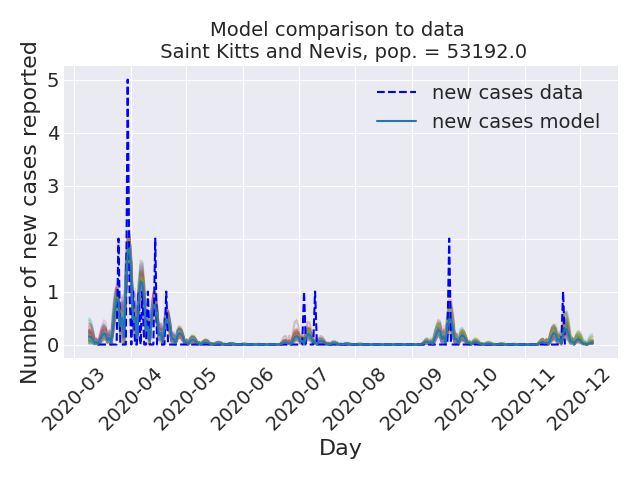 Model comparison to data
Saint Kitts and Nevis, pop. = 53192.0
Number of new cases reported
5
4
3
2
1
0
new cases data
new cases model
2020-03
2020-04
2020-05
2020-06
2020-07
2020-08
2020-09
2020-10
2020-11
2020-12
Day